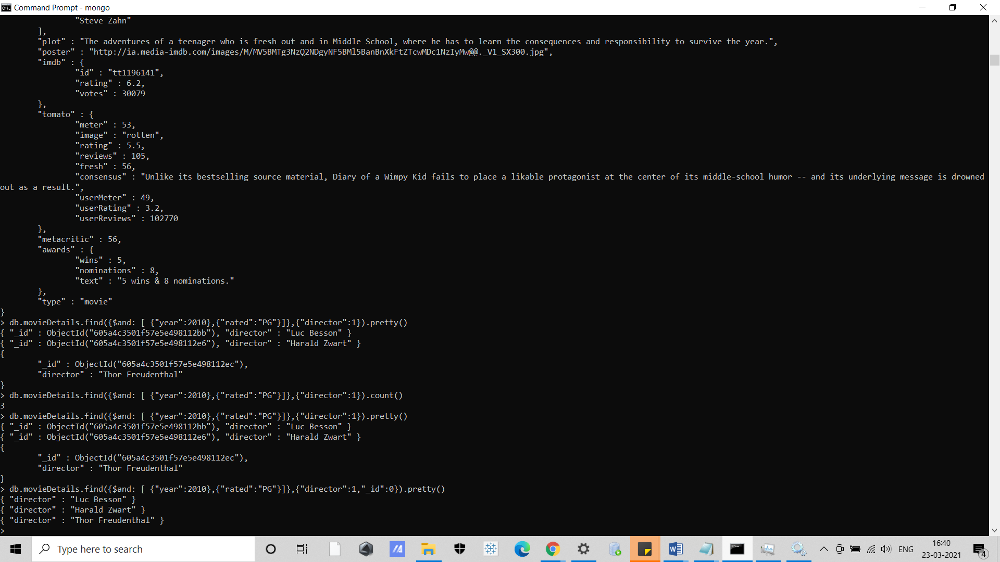 Command Prompt - mongo
"Steve Zahn"
],
"plot" : "The adventures of a teenager who is fresh out and in Middle School, where he has to learn the consequences and responsibility to survive the year.",
"poster" : "http://ia.media-imdb.com/images/M/MV5BMTg3NzQ2NDgyNF5BMl5BanBnXkFtZTcwMDc1NzIyMw@@._V1_SX300.jpg",
"imdb" : {
"id" : "tt1196141",
"rating" : 6.2,
"votes" : 30079
},
"tomato" : {
"meter" : 53,
"image" : "rotten",
"rating" : 5.5,
"reviews" : 105,
"fresh" : 56,
"consensus" : "Unlike its bestselling source material, Diary of a Wimpy Kid fails to place a likable protagonist at the center of its middle-school humor -- and its underlying message is drowned
out as a result.",
"userMeter" : 49,
"userRating" : 3.2,
"userReviews" : 102770
},
"metacritic" : 56,
"awards" : {
"wins" : 5,
"nominations" : 8,
"text" : "5 wins & 8 nominations."
},
"type" : "movie"
}
> db.movieDetails.find({$and: [ {"year":2010},{"rated":"PG"}]},{"director":1}).pretty()
{ "_id" : ObjectId("605a4c3501f57e5e498112bb"), "director" : "Luc Besson" }
{ "_id" : ObjectId("605a4c3501f57e5e498112e6"), "director" : "Harald Zwart" }
{
"_id" : ObjectId("605a4c3501f57e5e498112ec"),
"director" : "Thor Freudenthal"
}
> db.movieDetails.find({$and: [ {"year":2010},{"rated":"PG"}]},{"director":1}).count()
3
> db.movieDetails.find({$and: [ {"year":2010},{"rated":"PG"}]},{"director":1}).pretty()
{ "_id" : ObjectId("605a4c3501f57e5e498112bb"), "director" : "Luc Besson" }
{ "_id" : ObjectId("605a4c3501f57e5e498112e6"), "director" : "Harald Zwart" }
{
"_id" : ObjectId("605a4c3501f57e5e498112ec"),
"director" : "Thor Freudenthal"
}
> db.movieDetails.find({$and: [ {"year":2010},{"rated":"PG"}]},{"director":1,"_id":0}).pretty()
{ "director" : "Luc Besson" }
{ "director" : "Harald Zwart" }
{ "director" : "Thor Freudenthal" }
>
Type here to search
ENG
16:40
23-03-2021
4